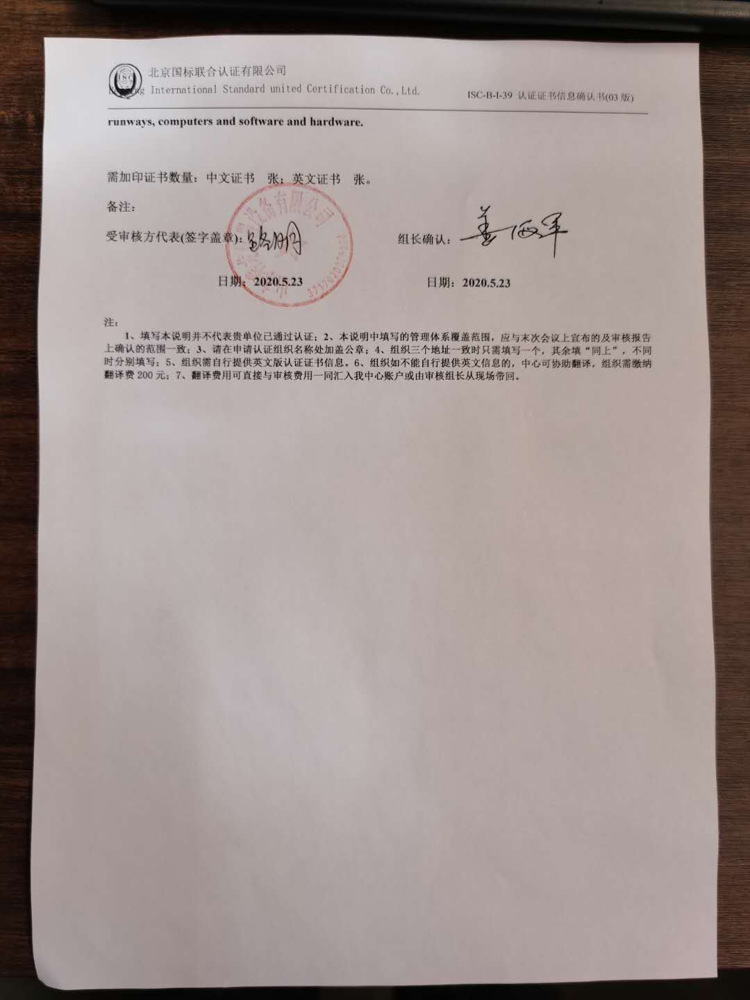 北京国标联合认证有限公司
International Standard united Certification Co.,Ltd.
ISC-B-I-39 认证证书信息确认书(03 版)
runways, computers and software and hardware.
需加印证书数量：中文证书 张；英文证书 张。
备注：
受审核方代表(签字盖章)：
设备有限公司
组长确认：姜海军
日期：2020.5.23 日期：2020.5.23
注：
1、填写本说明并不代表贵单位已通过认证；2、本说明中填写的管理体系覆盖范围，应与末次会议上宣布的及审核报告
上确认的范围一致；3、请在申请认证组织名称处加盖公章；4、组织三个地址一致时只需填写一个，其余填“同上”，不同
时分别填写；5、组织需自行提供英文版认证证书信息。6、组织如不能自行提供英文信息的，中心可协助翻译，组织需缴纳
翻译费 200 元；7、翻译费用可直接与审核费用一同汇入我中心账户或由审核组长从现场带回。